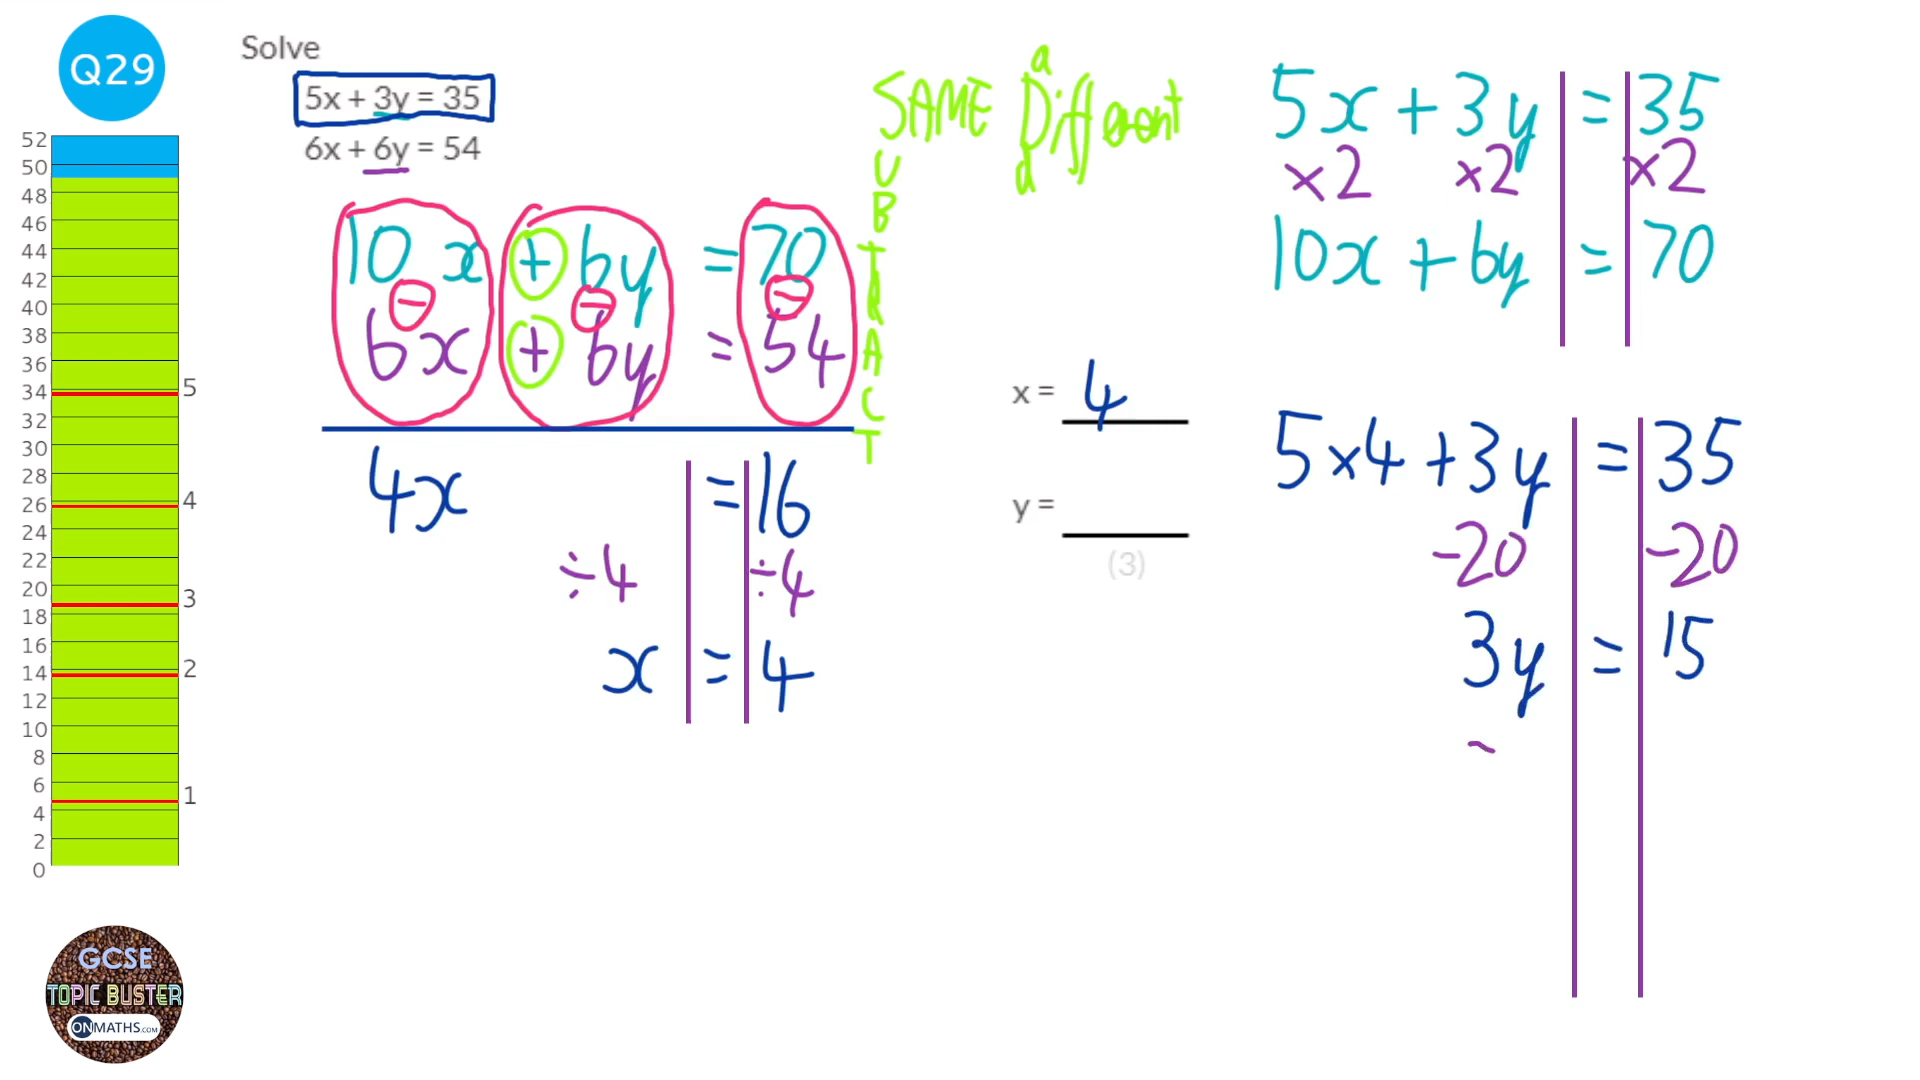 Q29
Solve
5x + 3y = 35
6x + 6y = 54
10x + 6y = 70
− − −
6x + 6y = 54
4x = 16
÷4 ÷4
x = 4
SAME Different
a
d
SUBTRACT
x = 4
y =
(3)
5x + 3y = 35
×2 ×2 ×2
10x + 6y = 70
5×4 + 3y = 35
-20 -20
3y = 15
52
50
48
46
44
42
40
38
36
34
32
30
28
26
24
22
20
18
16
14
12
10
8
6
4
2
0
5
4
3
2
1
GCSE
TOPIC BUSTER
ONMATHS.COM